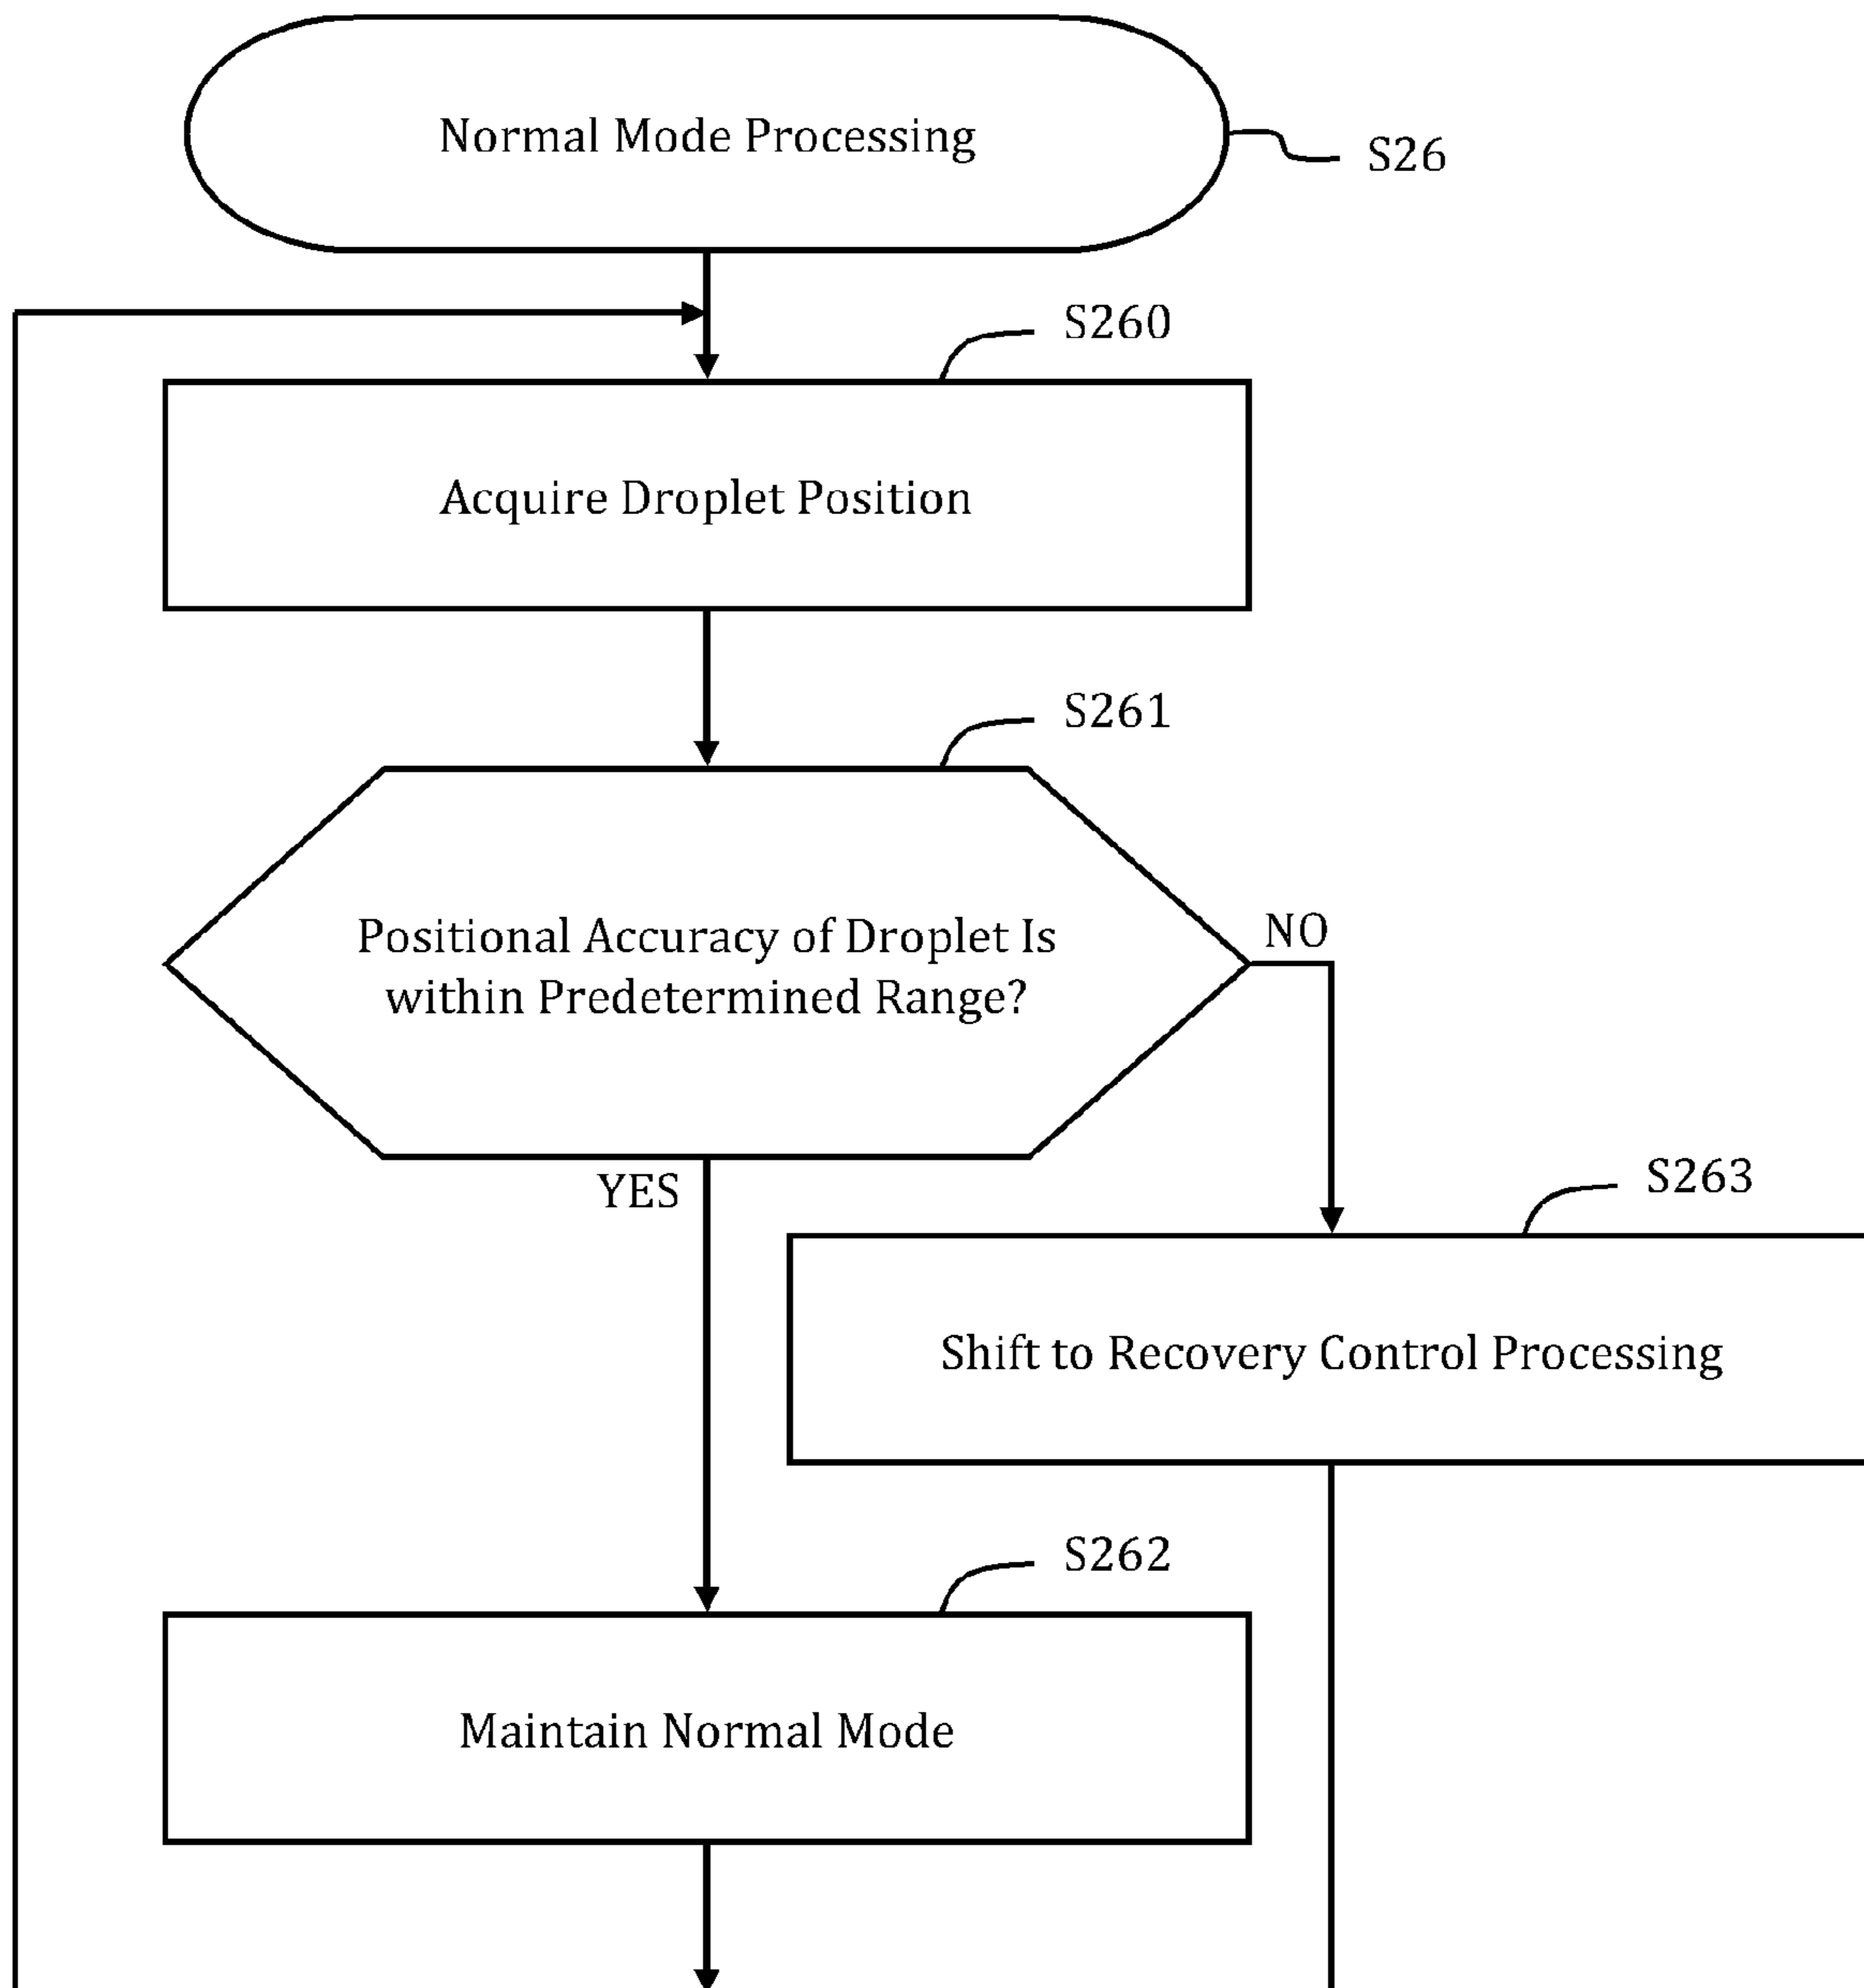 Normal Mode Processing
S26
S260
Acquire Droplet Position
S261
Positional Accuracy of Droplet Is
within Predetermined Range?
NO
YES
S263
Shift to Recovery Control Processing
S262
Maintain Normal Mode